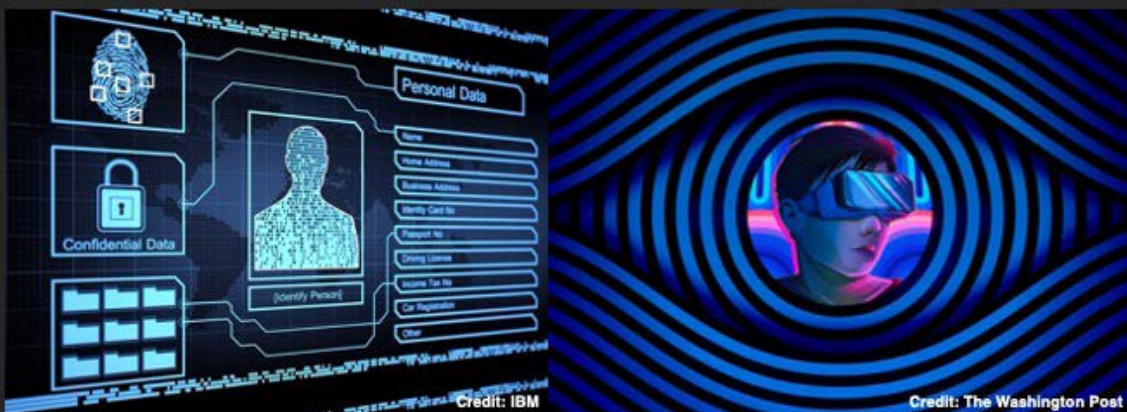 Personal Data
Name
Home Address
Business Address
Identity Card No
Passport No
Driving License
Income Tax No
Car Registration
Other
Confidential Data
[Identify Person]
Credit: IBM
Credit: The Washington Post